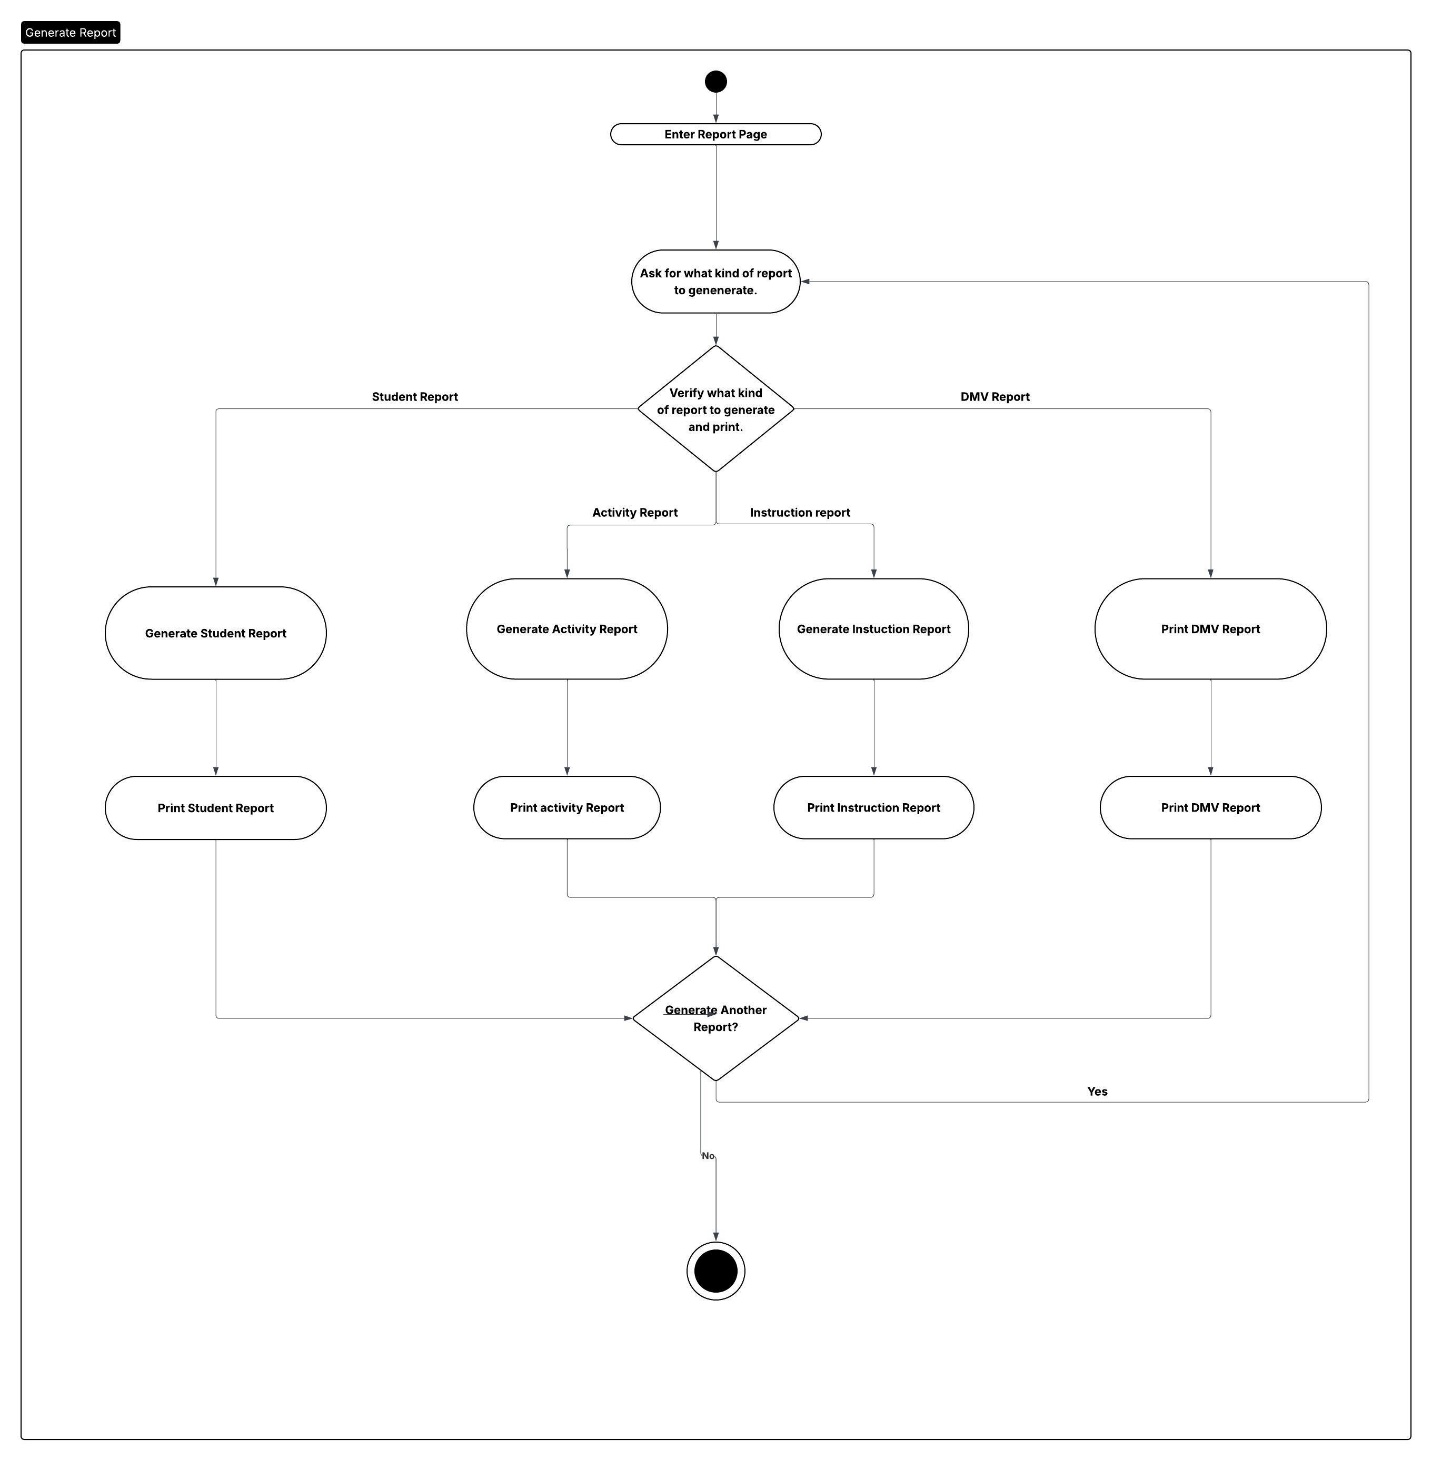 Generate Report
Enter Report Page
Ask for what kind of report
to genenerate.
Verify what kind
of report to generate
and print.
Student Report
DMV Report
Activity Report
Instruction report
Generate Student Report
Generate Activity Report
Generate Instuction Report
Print DMV Report
Print Student Report
Print activity Report
Print Instruction Report
Print DMV Report
Generate Another
Report?
Yes
No